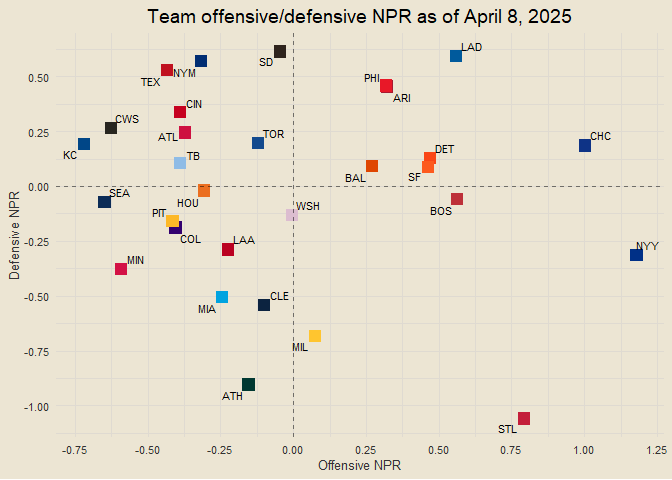 Team offensive/defensive NPR as of April 8, 2025
SD
LAD
TEX
NYM
PHI
ARI
0.50
CIN
CWS
ATL
TOR
CHC
0.25
KC
TB
DET
BAL
SF
0.00
SEA
HOU
WSH
BOS
PIT
COL
LAA
NYY
-0.25
MIN
MIA
CLE
-0.50
MIL
-0.75
ATH
-1.00
STL
Defensive NPR
-0.75 -0.50 -0.25 0.00 0.25 0.50 0.75 1.00 1.25
Offensive NPR